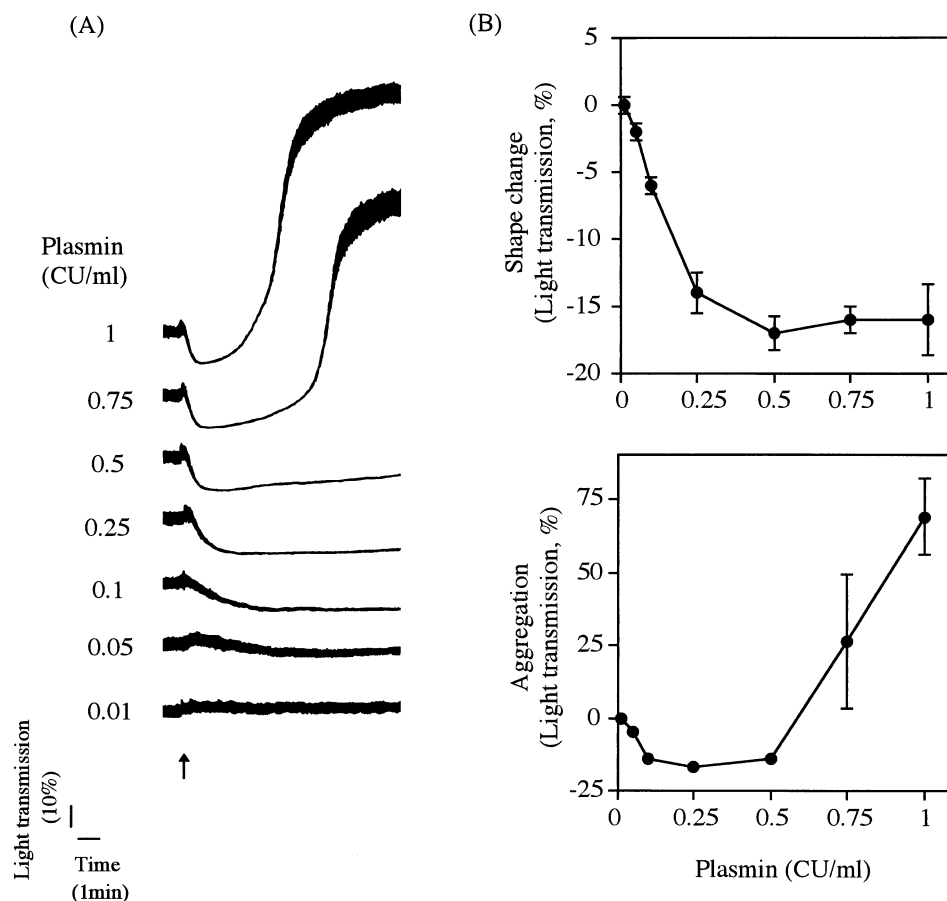 (A)
Plasmin
(CU/ml)
1
0.75
0.5
0.25
0.1
0.05
0.01
Light transmission
(10%)
Time
(1min)
(B)
Shape change
(Light transmission, %)
5
0
-5
-10
-15
-20
0 0.25 0.5 0.75 1
Aggregation
(Light transmission, %)
75
50
25
0
-25
0 0.25 0.5 0.75 1
Plasmin (CU/ml)